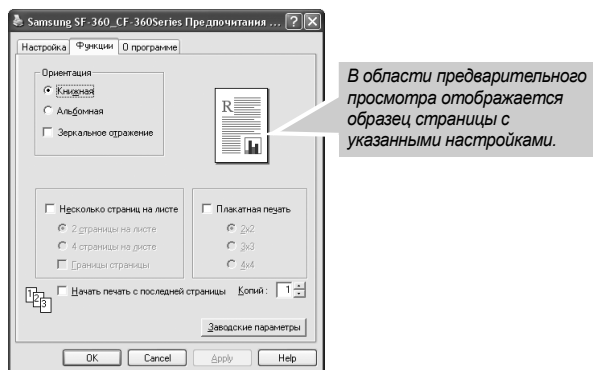 Samsung SF-360_CF-360Series Предпочтения ...
Настройка Функции О программе
Ориентация
Книжная
Альбомная
Зеркальное отражение
R
В области предварительного
просмотра отображается
образец страницы с
указанными настройками.
Несколько страниц на листе
2 страницы на листе
4 страницы на листе
Границы страницы
Плакатная печать
2x2
3x3
4x4
1 2 3
Начать печать с последней страницы Копий: 1
Заводские параметры
OK Cancel Apply Help